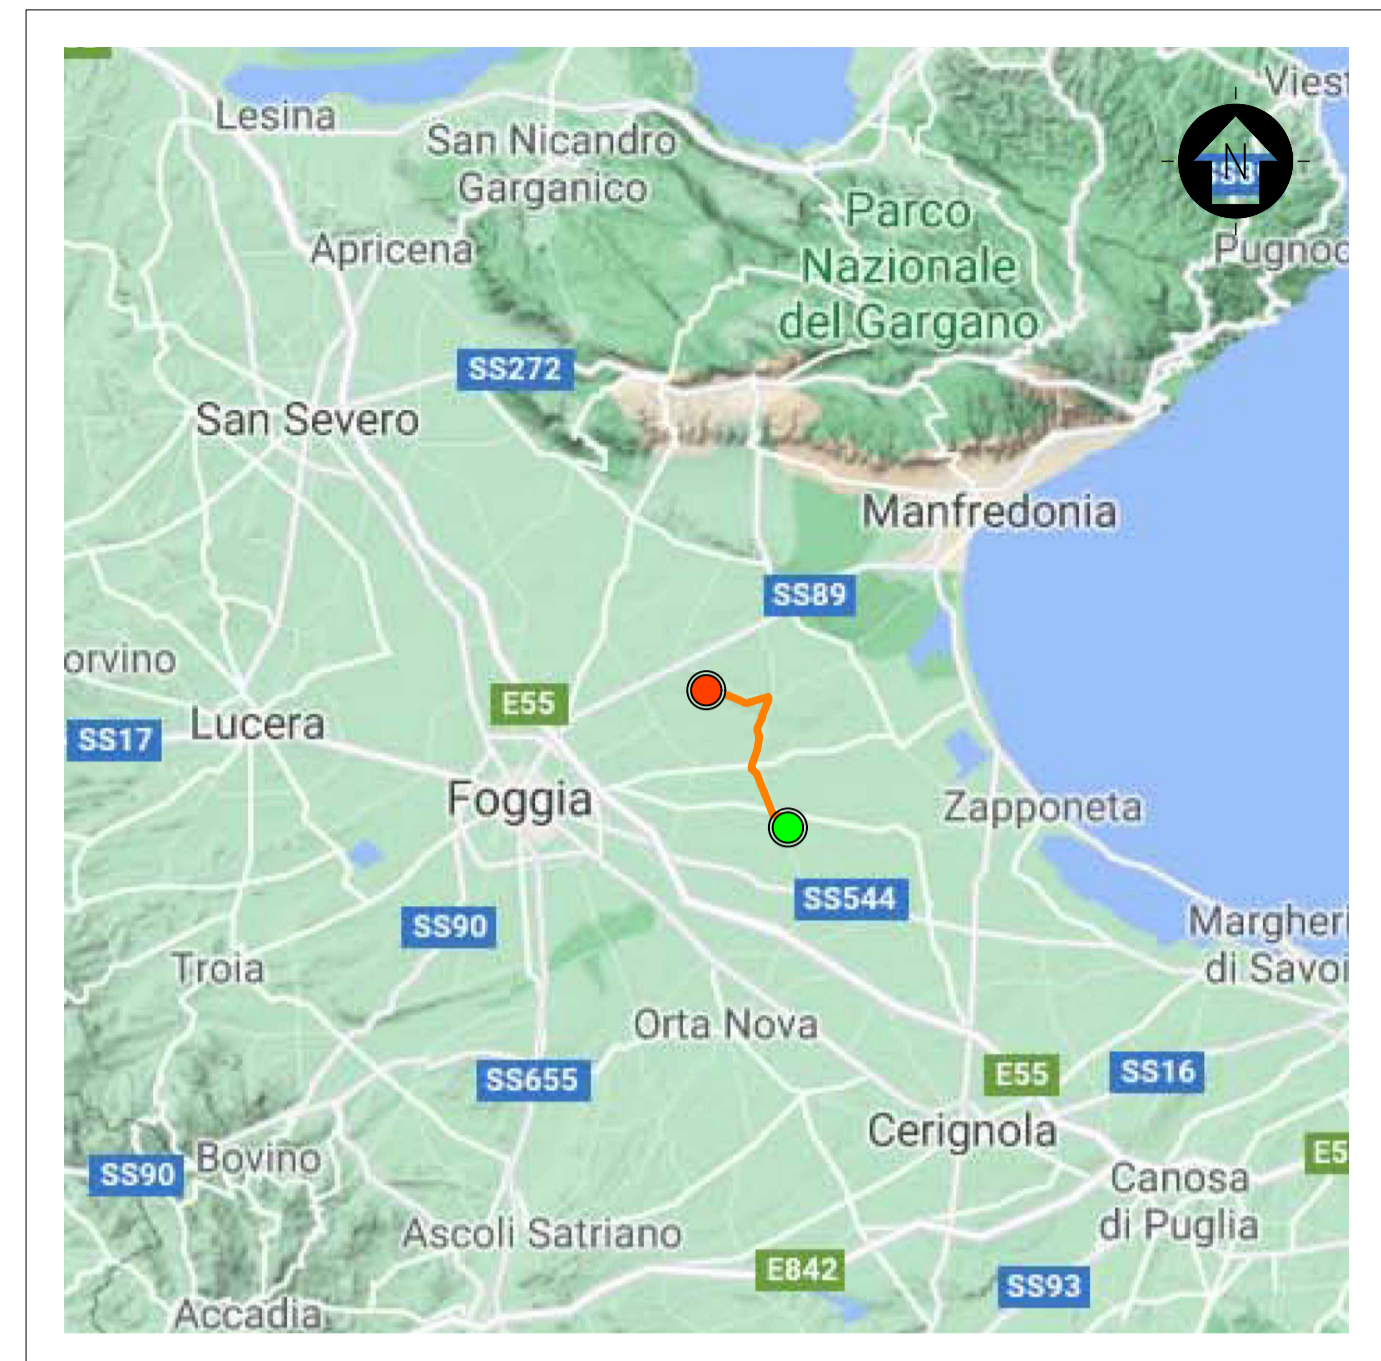 Viest
Lesina
San Nicandro
Garganico
N
Parco
Nazionale
del Gargano
Apricena
Pugnoc
SS272
San Severo
Manfredonia
SS89
orvino
E55
Lucera
SS17
Foggia
Zapponeta
SS544
SS90
Margheri
di Savoi
Troia
Orta Nova
SS655
E55
SS16
Cerignola
Bovino
SS90
E5
Canosa
di Puglia
Ascoli Satriano
E842
SS93
Accadia